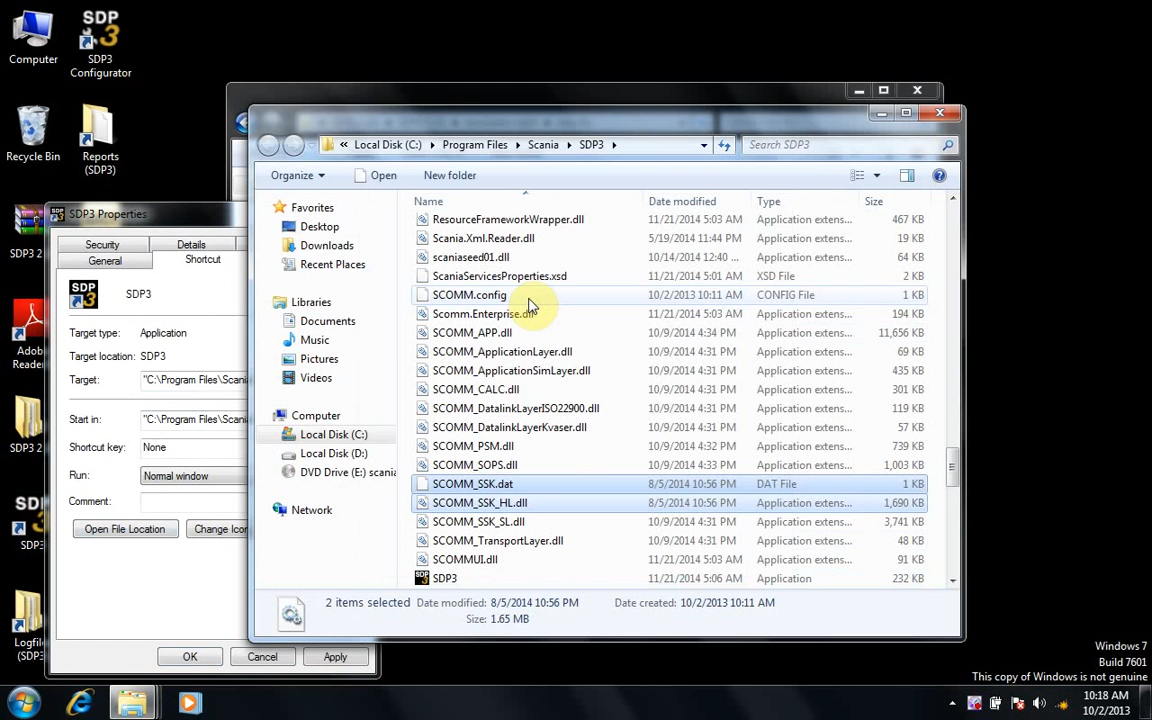 Computer
SDP3
Configurator
Recycle Bin
Reports
(SDP3)
SDP3 2
Adob
Reade
SDP3 2
SDP3
Logfile
(SDP3
SDP3 Properties
Security
Details
General
Shortcut
SDP3
Target type:
Application
Target location:
SDP3
Target:
"C:\Program Files\Scani
Start in:
"C:\Program Files\Scani
Shortcut key:
None
Run:
Normal window
Comment:
Open File Location
Change Icon
OK
Cancel
Apply
« Local Disk (C:) ▸ Program Files ▸ Scania ▸ SDP3 ▸
Search SDP3
Organize
Open
New folder
Favorites
Desktop
Downloads
Recent Places
Libraries
Documents
Music
Pictures
Videos
Computer
Local Disk (C:)
Local Disk (D:)
DVD Drive (E:) scania
Network
Name Date modified Type Size
ResourceFrameworkWrapper.dll 11/21/2014 5:03 AM Application extens... 467 KB
Scania.Xml.Reader.dll 5/19/2014 11:44 PM Application extens... 19 KB
scaniaseed01.dll 10/14/2014 12:40 ... Application extens... 64 KB
ScaniaServicesProperties.xsd 11/21/2014 5:01 AM XSD File 2 KB
SCOMM.config 10/2/2013 10:11 AM CONFIG File 1 KB
Scomm.Enterprise.dll 11/21/2014 5:03 AM Application extens... 194 KB
SCOMM_APP.dll 10/9/2014 4:34 PM Application extens... 11,656 KB
SCOMM_ApplicationLayer.dll 10/9/2014 4:31 PM Application extens... 69 KB
SCOMM_ApplicationSimLayer.dll 10/9/2014 4:31 PM Application extens... 435 KB
SCOMM_CALC.dll 10/9/2014 4:31 PM Application extens... 301 KB
SCOMM_DatalinkLayerISO22900.dll 10/9/2014 4:31 PM Application extens... 119 KB
SCOMM_DatalinkLayerKvaser.dll 10/9/2014 4:31 PM Application extens... 57 KB
SCOMM_PSM.dll 10/9/2014 4:32 PM Application extens... 739 KB
SCOMM_SOPS.dll 10/9/2014 4:33 PM Application extens... 1,003 KB
SCOMM_SSK.dat 8/5/2014 10:56 PM DAT File 1 KB
SCOMM_SSK_HL.dll 8/5/2014 10:56 PM Application extens... 1,690 KB
SCOMM_SSK_SL.dll 10/9/2014 4:31 PM Application extens... 3,741 KB
SCOMM_TransportLayer.dll 10/9/2014 4:31 PM Application extens... 48 KB
SCOMMUI.dll 11/21/2014 5:03 AM Application extens... 91 KB
SDP3 11/21/2014 5:06 AM Application 232 KB
2 items selected Date modified: 8/5/2014 10:56 PM Date created: 10/2/2013 10:11 AM
Size: 1.65 MB
Windows 7
Build 7601
This copy of Windows is not genuine
10:18 AM
10/2/2013